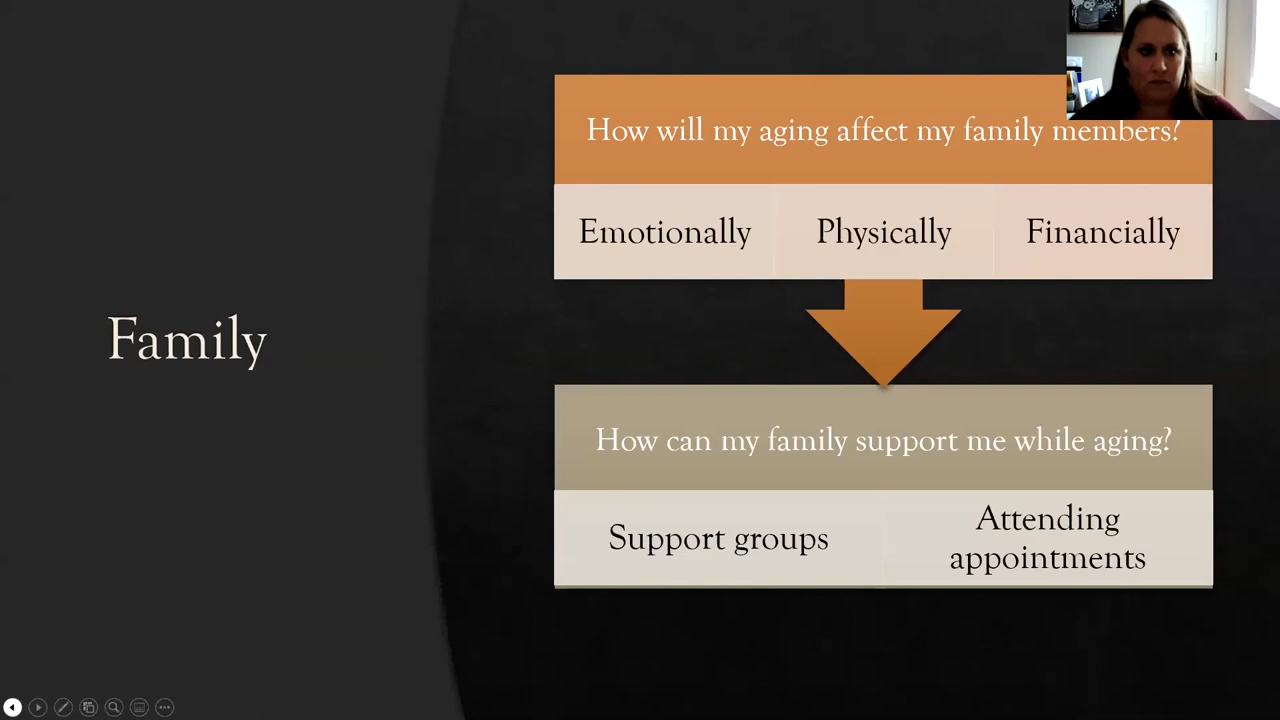 Family
How will my aging affect my family members?
Emotionally
Physically
Financially
How can my family support me while aging?
Support groups
Attending
appointments